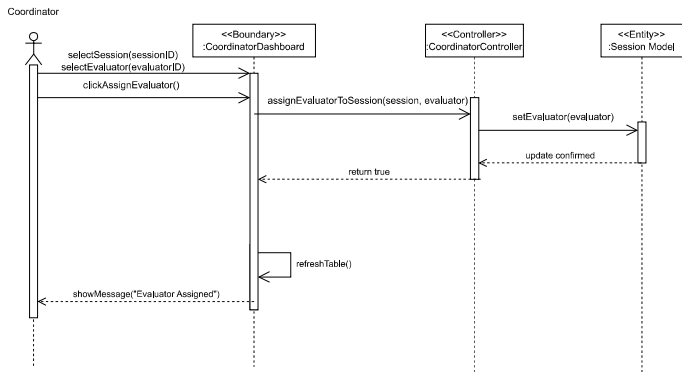 Coordinator
<<Boundary>>
:CoordinatorDashboard
<<Controller>>
:CoordinatorController
<<Entity>>
:Session Model
selectSession(sessionID)
selectEvaluator(evaluatorID)
clickAssignEvaluator()
assignEvaluatorToSession(session, evaluator)
setEvaluator(evaluator)
update confirmed
return true
refreshTable()
showMessage("Evaluator Assigned")